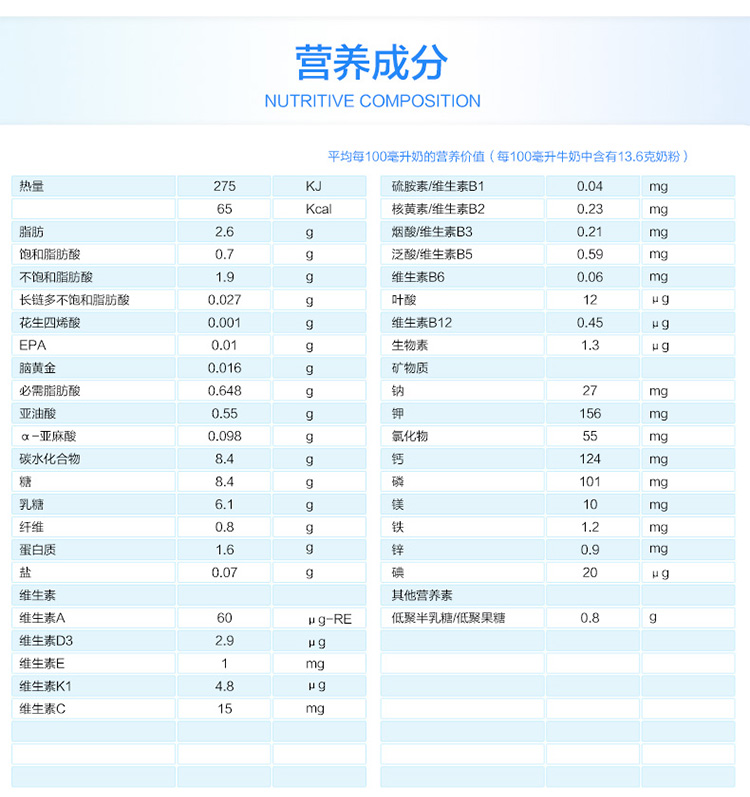 营养成分
NUTRITIVE COMPOSITION
平均每100毫升奶的营养价值（每100毫升牛奶中含有13.6克奶粉）
热量 275 KJ
65 Kcal
脂肪 2.6 g
饱和脂肪酸 0.7 g
不饱和脂肪酸 1.9 g
长链多不饱和脂肪酸 0.027 g
花生四烯酸 0.001 g
EPA 0.01 g
脑黄金 0.016 g
必需脂肪酸 0.648 g
亚油酸 0.55 g
α-亚麻酸 0.098 g
碳水化合物 8.4 g
糖 8.4 g
乳糖 6.1 g
纤维 0.8 g
蛋白质 1.6 g
盐 0.07 g
维生素
维生素A 60 μg-RE
维生素D3 2.9 μg
维生素E 1 mg
维生素K1 4.8 μg
维生素C 15 mg
硫胺素/维生素B1 0.04 mg
核黄素/维生素B2 0.23 mg
烟酸/维生素B3 0.21 mg
泛酸/维生素B5 0.59 mg
维生素B6 0.06 mg
叶酸 12 μg
维生素B12 0.45 μg
生物素 1.3 μg
矿物质
钠 27 mg
钾 156 mg
氯化物 55 mg
钙 124 mg
磷 101 mg
镁 10 mg
铁 1.2 mg
锌 0.9 mg
碘 20 μg
其他营养素
低聚半乳糖/低聚果糖 0.8 g